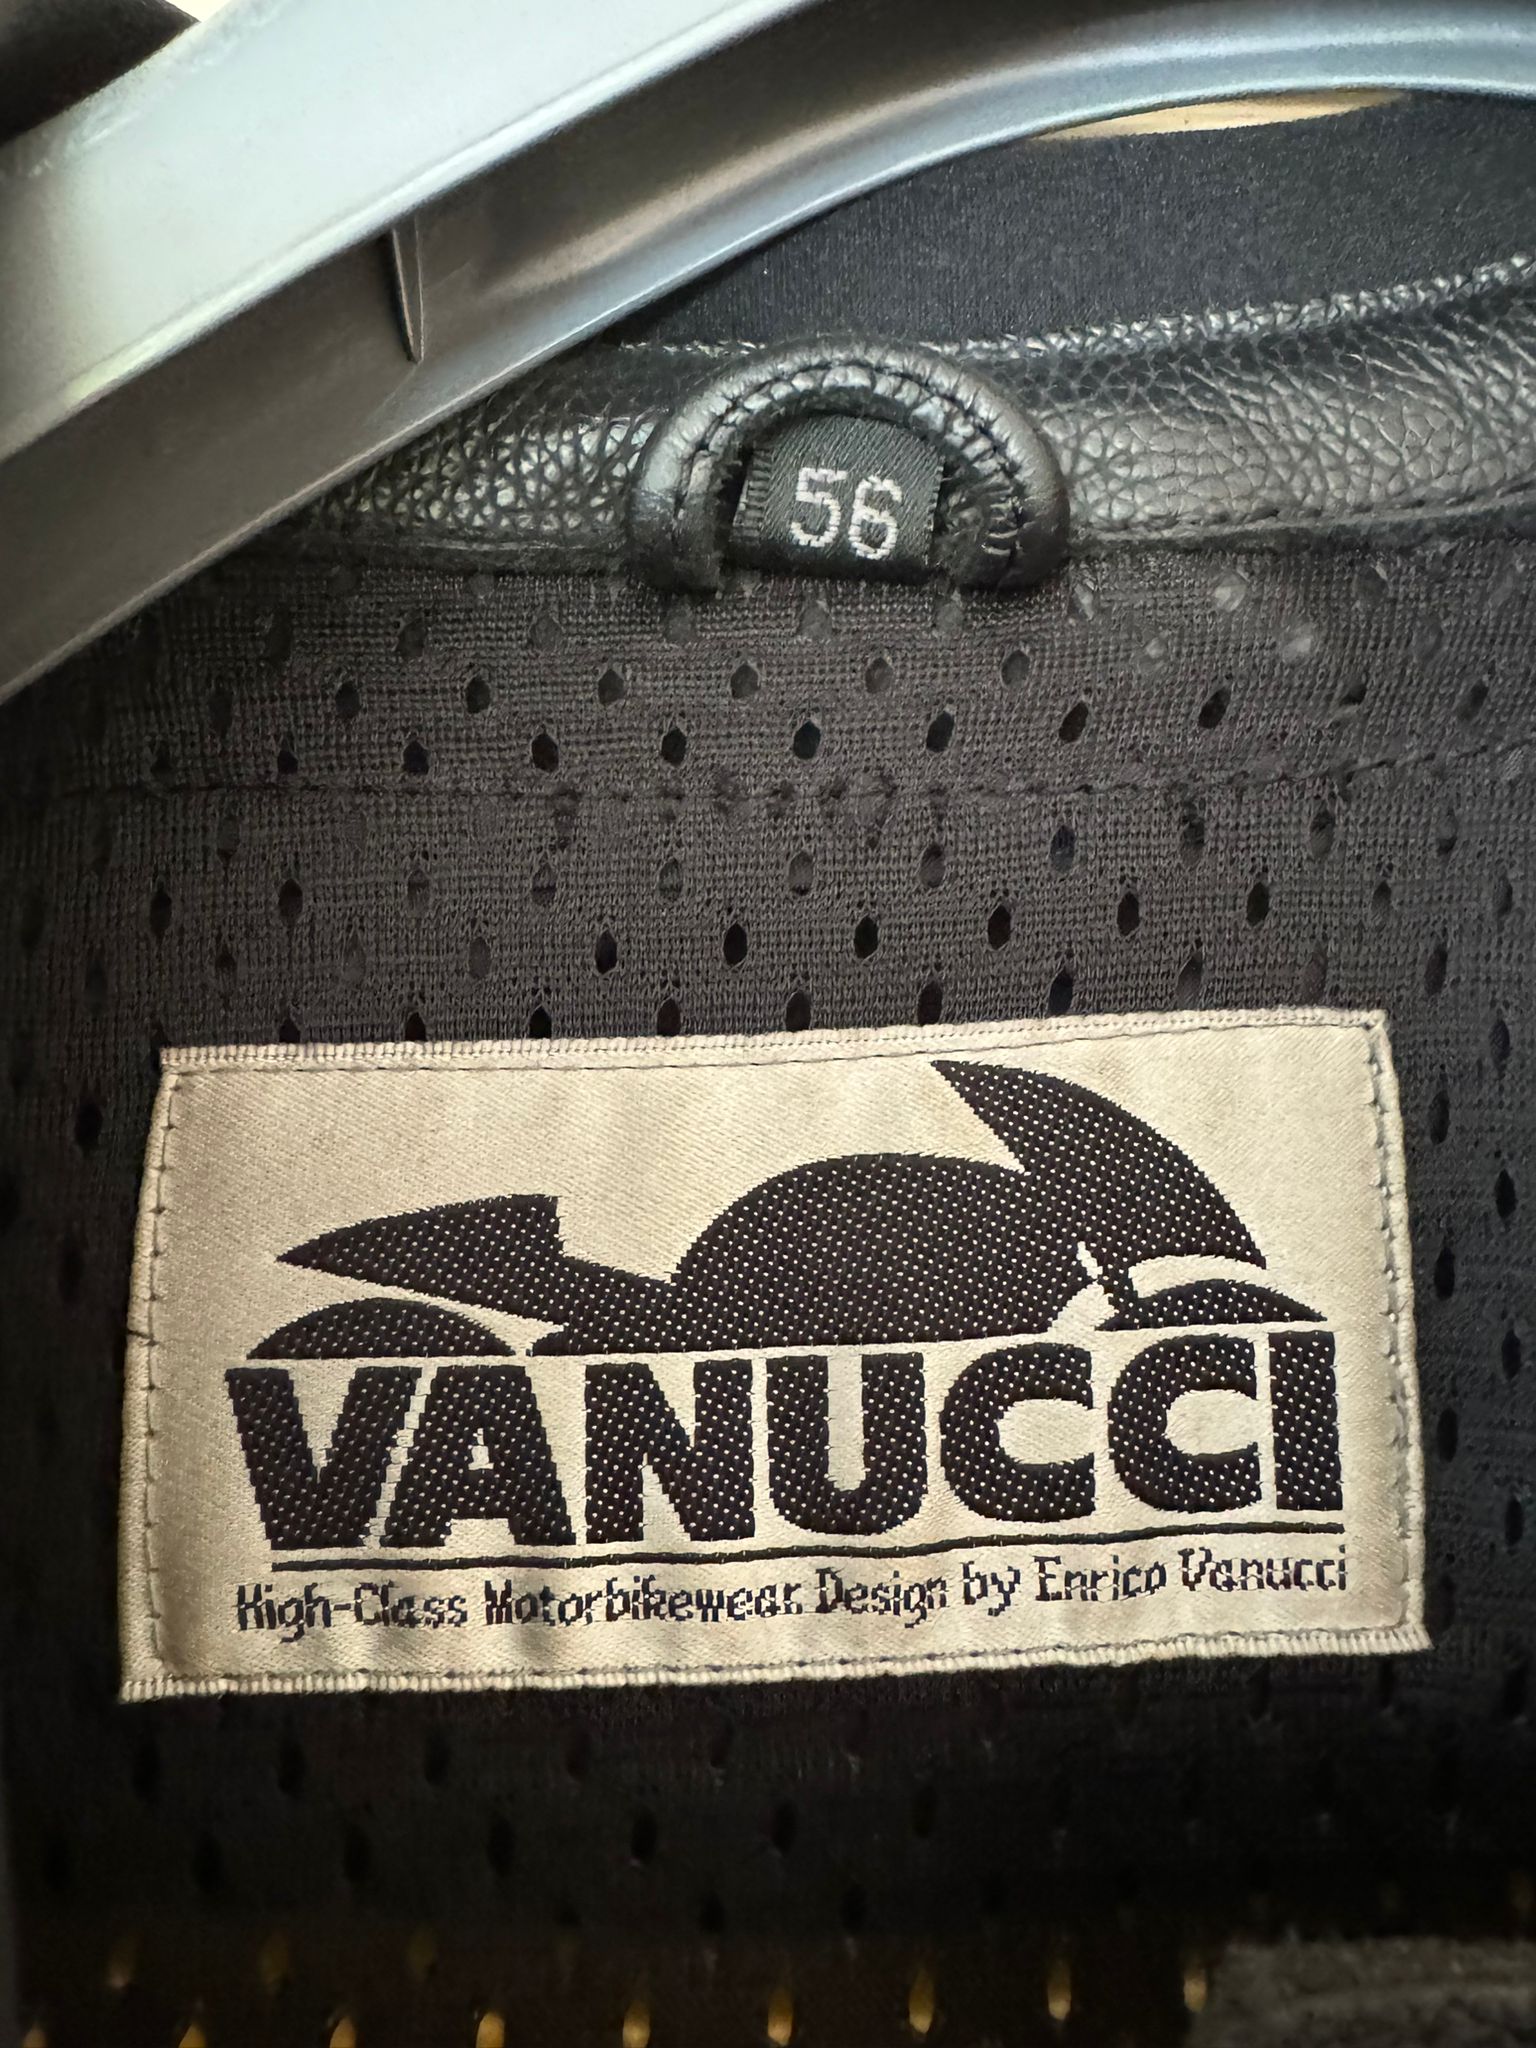 56
VANUCCI
High-Class Motorbikewear Design by Enrico Vanucci